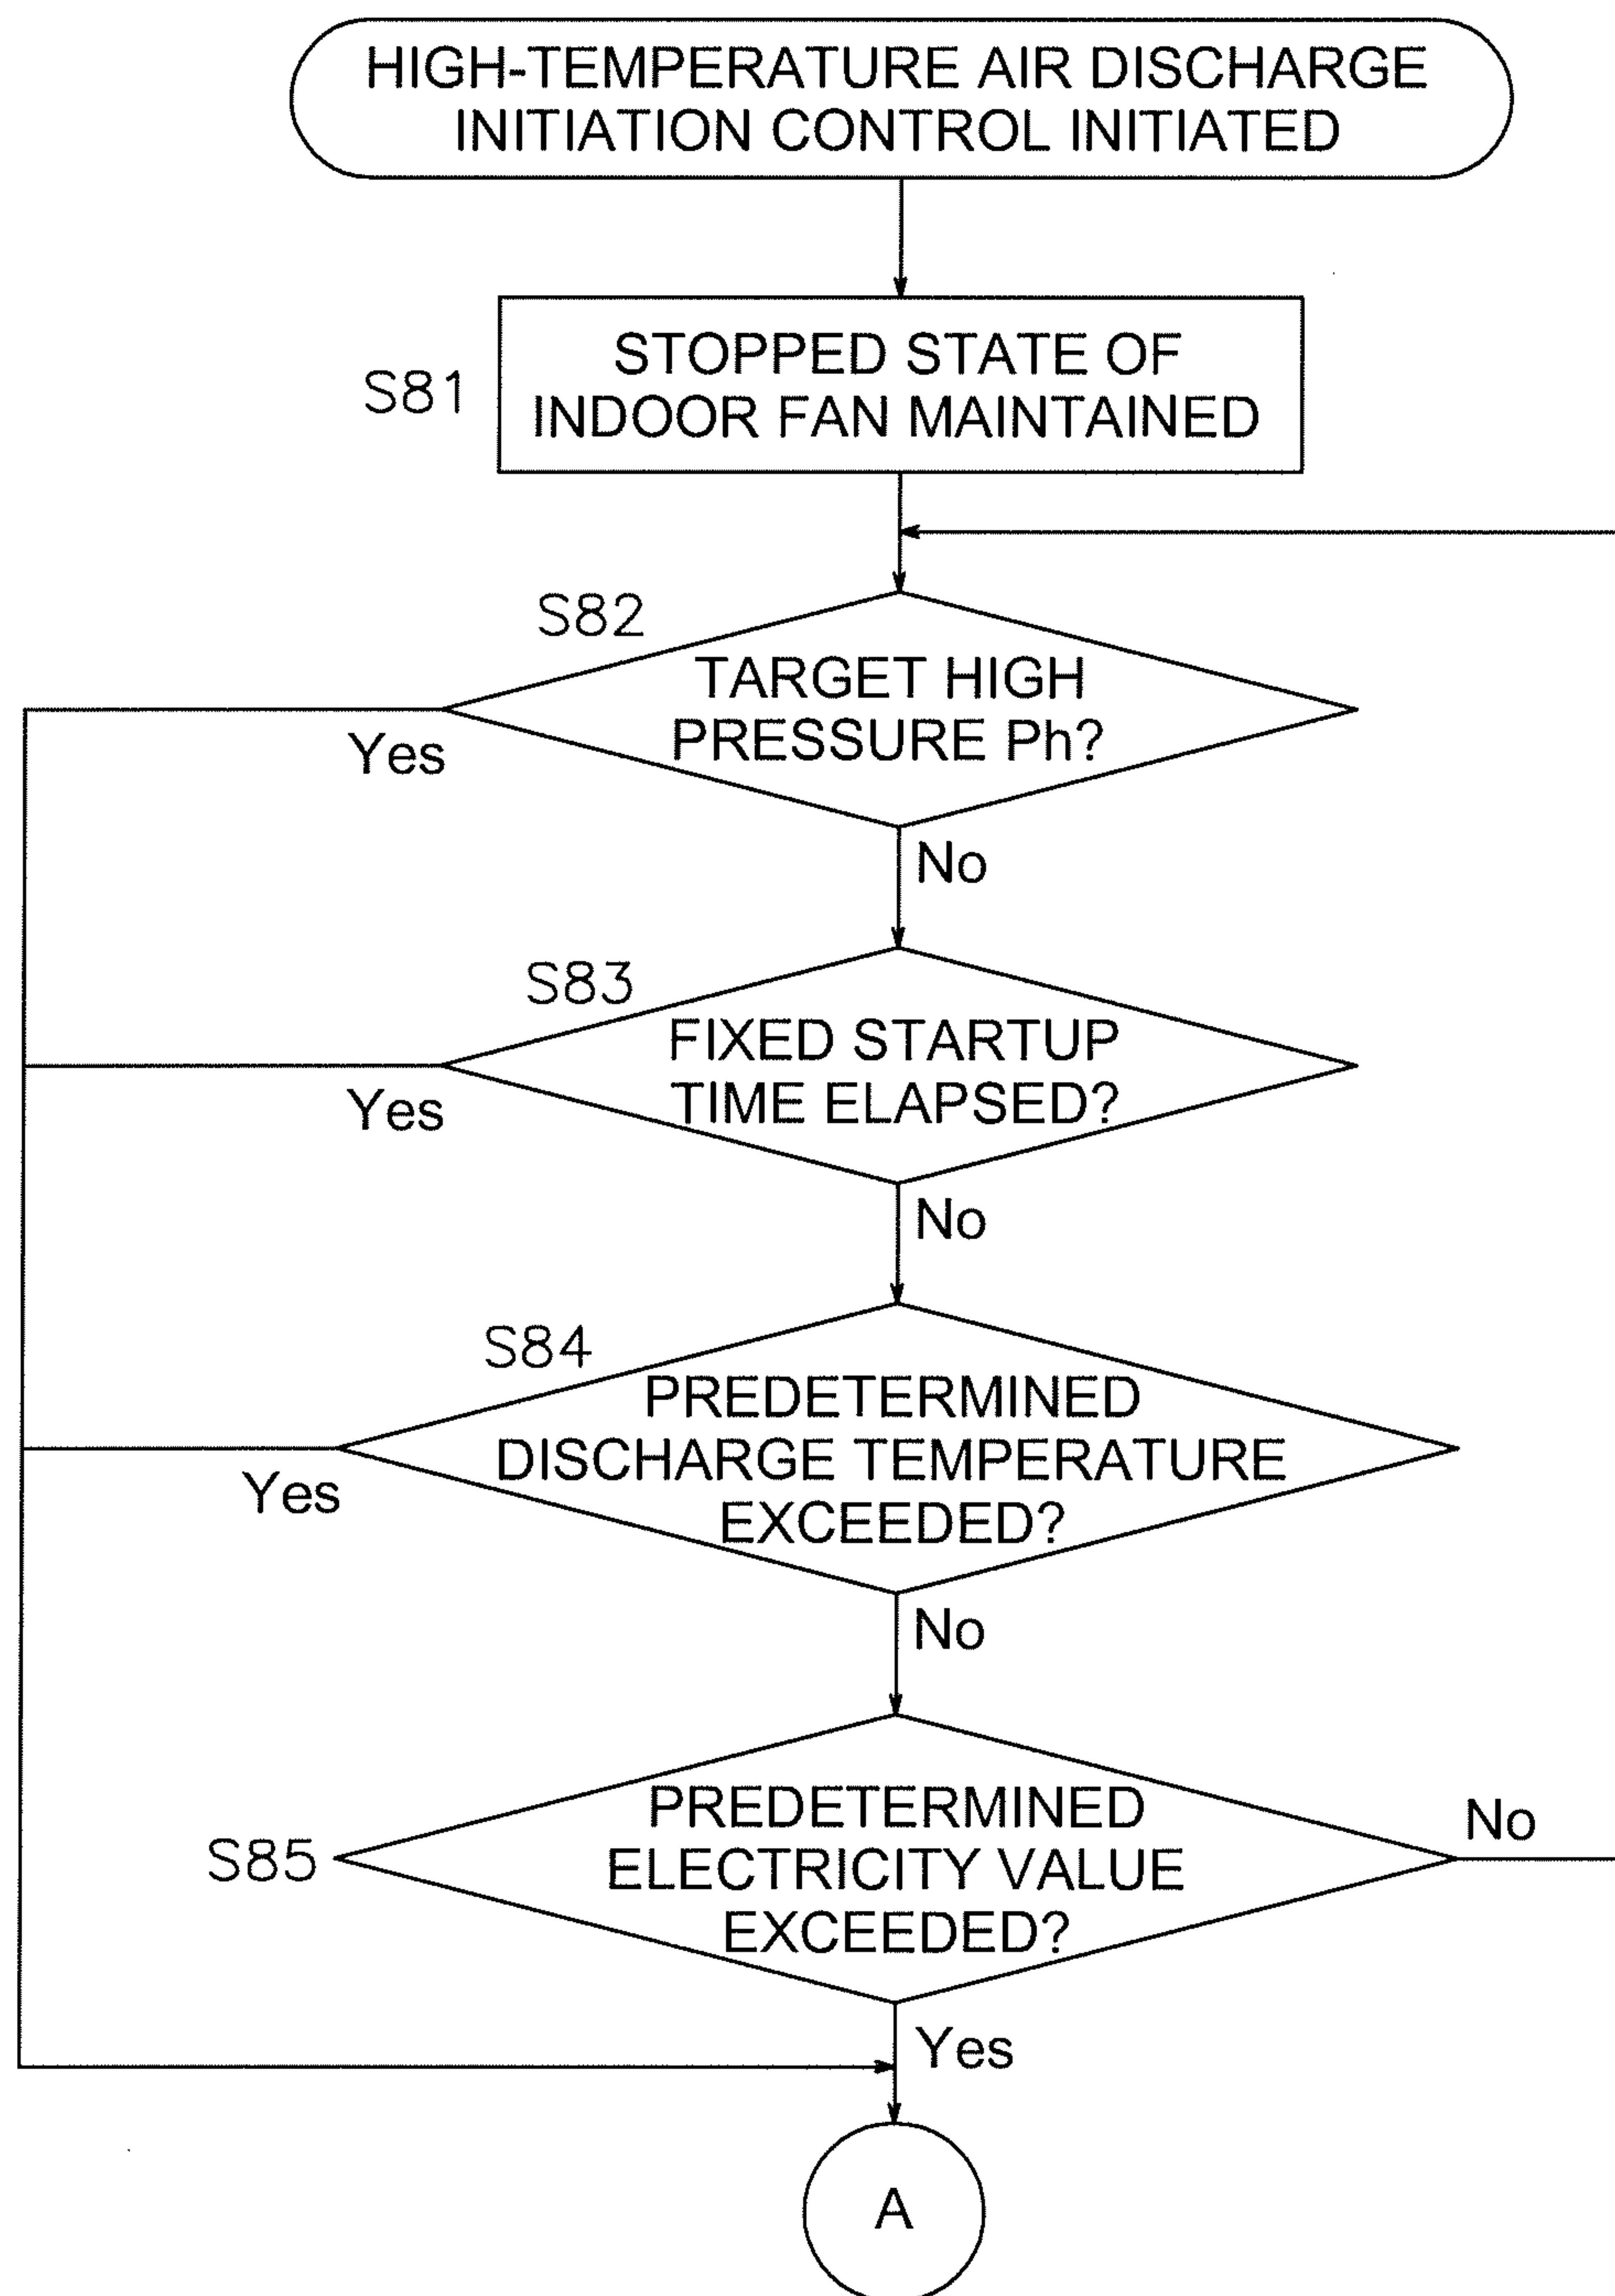 HIGH-TEMPERATURE AIR DISCHARGE
INITIATION CONTROL INITIATED
S81
STOPPED STATE OF
INDOOR FAN MAINTAINED
S82
TARGET HIGH
PRESSURE Ph?
Yes
No
S83
FIXED STARTUP
TIME ELAPSED?
Yes
No
S84
PREDETERMINED
DISCHARGE TEMPERATURE
EXCEEDED?
Yes
No
S85
PREDETERMINED
ELECTRICITY VALUE
EXCEEDED?
No
Yes
A